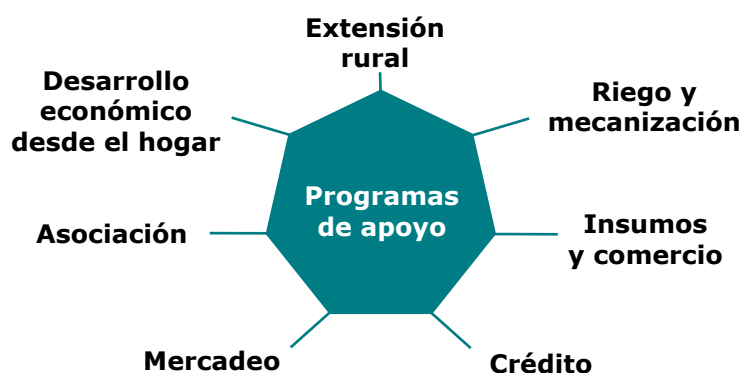 Extensión
rural
Riego y
mecanización
Insumos
y comercio
Crédito
Mercadeo
Asociación
Desarrollo
económico
desde el hogar
Programas
de apoyo